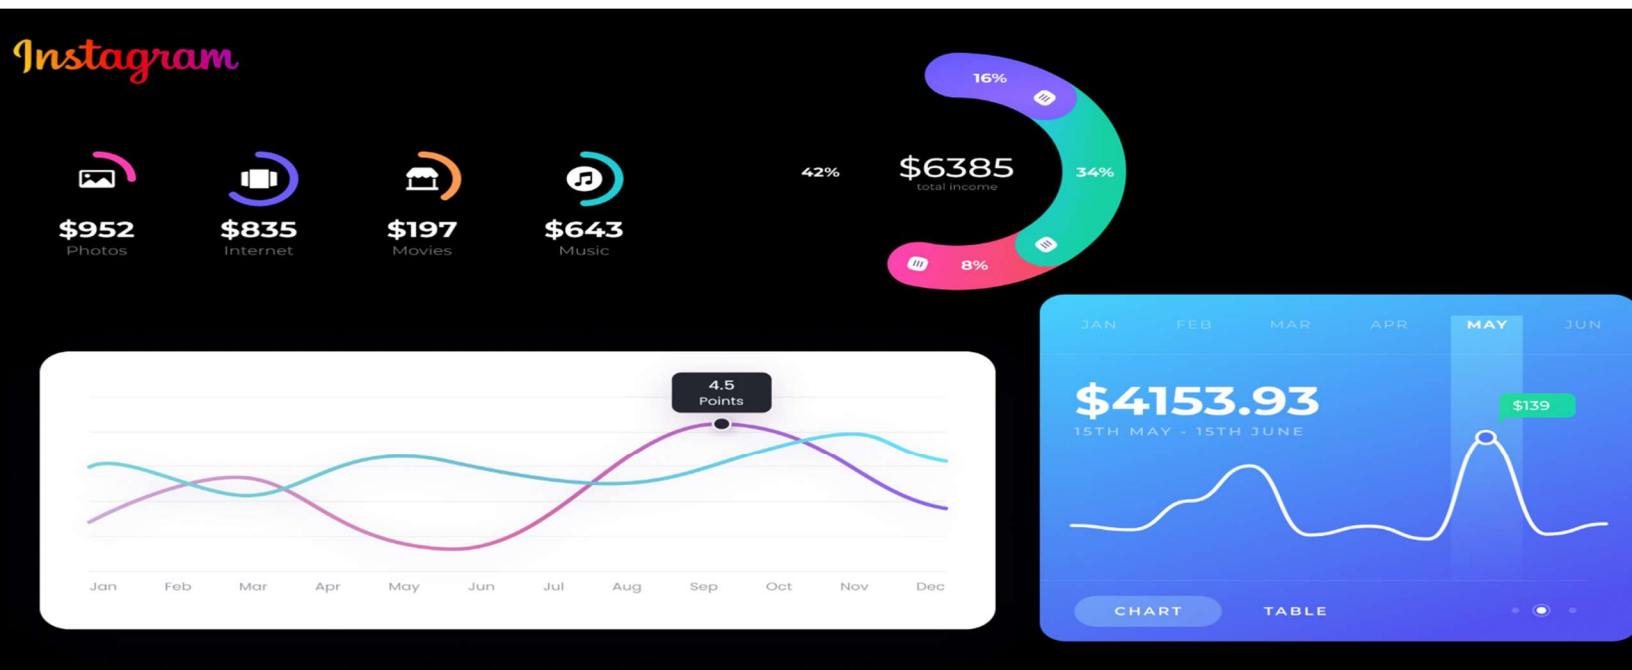 Instagram
$952
Photos
$835
Internet
$197
Movies
$643
Music
16%
42%
$6385
total income
34%
8%
4.5
Points
Jan Feb Mar Apr May Jun Jul Aug Sep Oct Nov Dec
JAN FEB MAR APR MAY JUN
$4153.93
15TH MAY - 15TH JUNE
$139
CHART TABLE